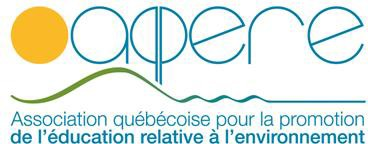 aqpere
Association québécoise pour la promotion
de l'éducation relative à l'environnement